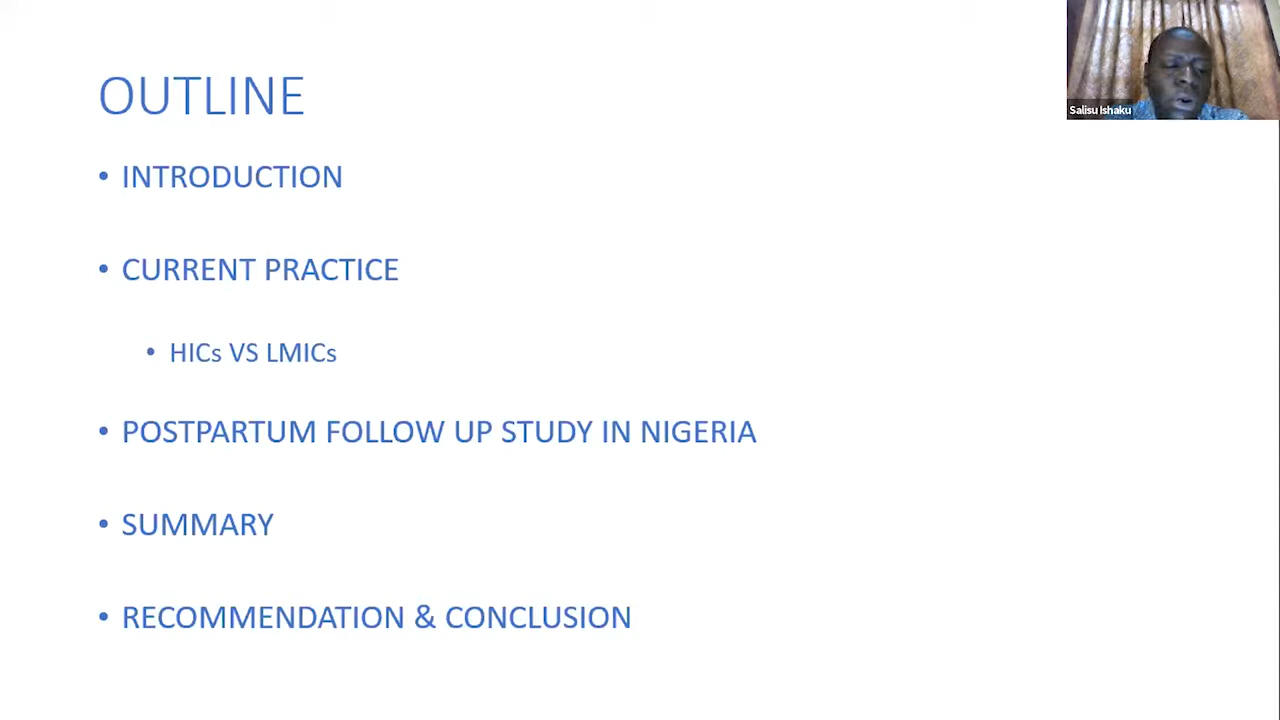 OUTLINE
• INTRODUCTION
• CURRENT PRACTICE
• HICs VS LMICs
• POSTPARTUM FOLLOW UP STUDY IN NIGERIA
• SUMMARY
• RECOMMENDATION & CONCLUSION
Salisu Ishaku